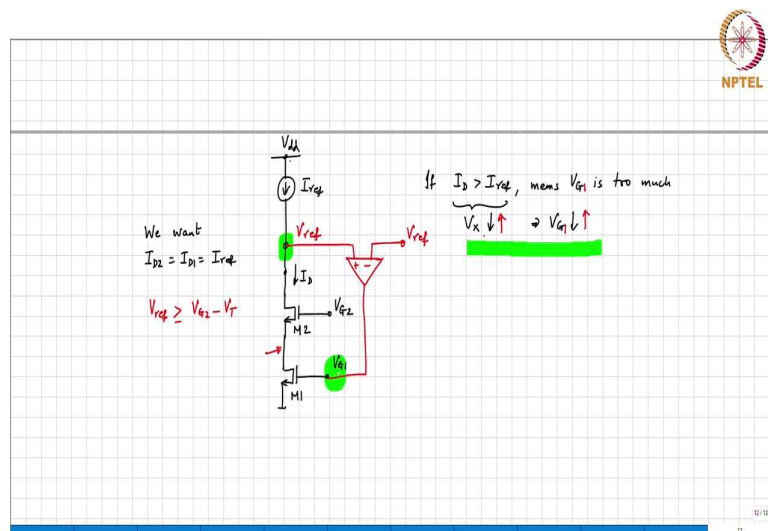 NPTEL
Vdd
Iref
If ID > Iref, mems VG1 is too much
Vx ↓ ↑ ⇒ VG1 ↓ ↑
We want
ID2 = ID1 = Iref
Vref ≥ VG2 - VT
Vref
Vref
+ -
↓ ID
VG2
M2
VG1
M1
12 / 12